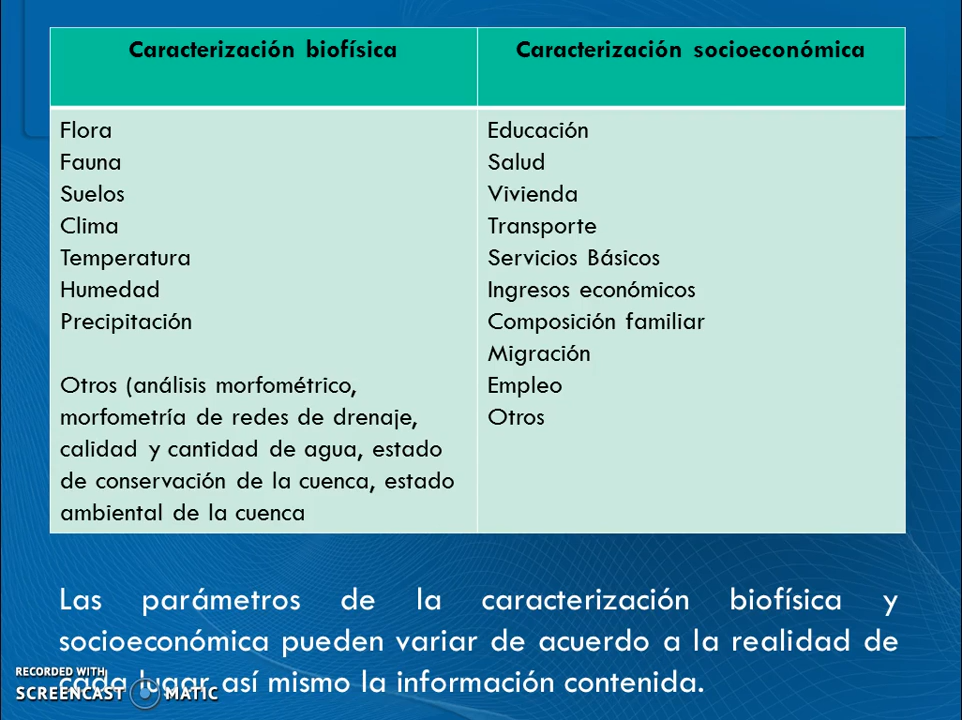 Caracterización biofísica
Caracterización socioeconómica
Flora
Fauna
Suelos
Clima
Temperatura
Humedad
Precipitación
Otros (análisis morfométrico,
morfometría de redes de drenaje,
calidad y cantidad de agua, estado
de conservación de la cuenca, estado
ambiental de la cuenca
Educación
Salud
Vivienda
Transporte
Servicios Básicos
Ingresos económicos
Composición familiar
Migración
Empleo
Otros
Las parámetros de la caracterización biofísica y
socioeconómica pueden variar de acuerdo a la realidad de
cada lugar así mismo la información contenida.
RECORDED WITH
SCREENCAST MATIC